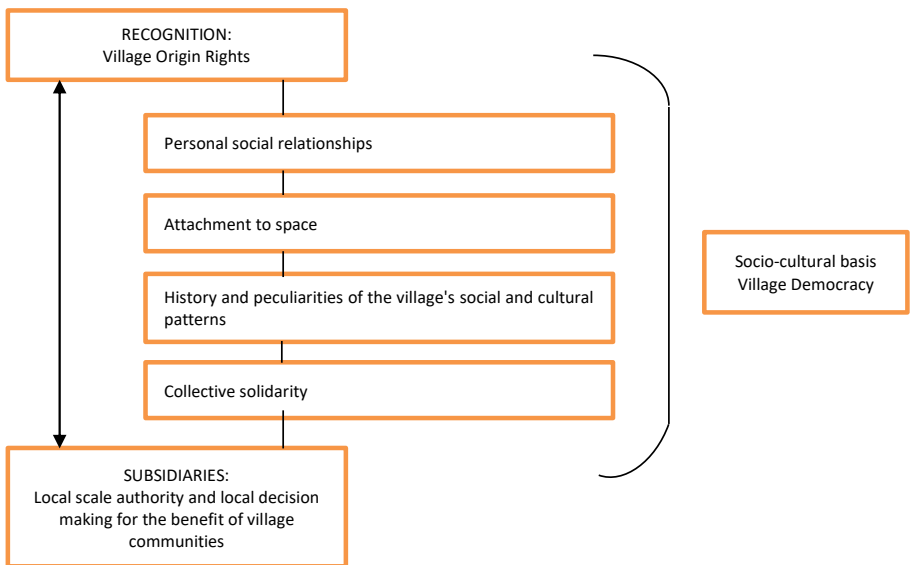 RECOGNITION:
Village Origin Rights
Personal social relationships
Attachment to space
History and peculiarities of the village's social and cultural
patterns
Collective solidarity
SUBSIDIARIES:
Local scale authority and local decision
making for the benefit of village
communities
Socio-cultural basis
Village Democracy